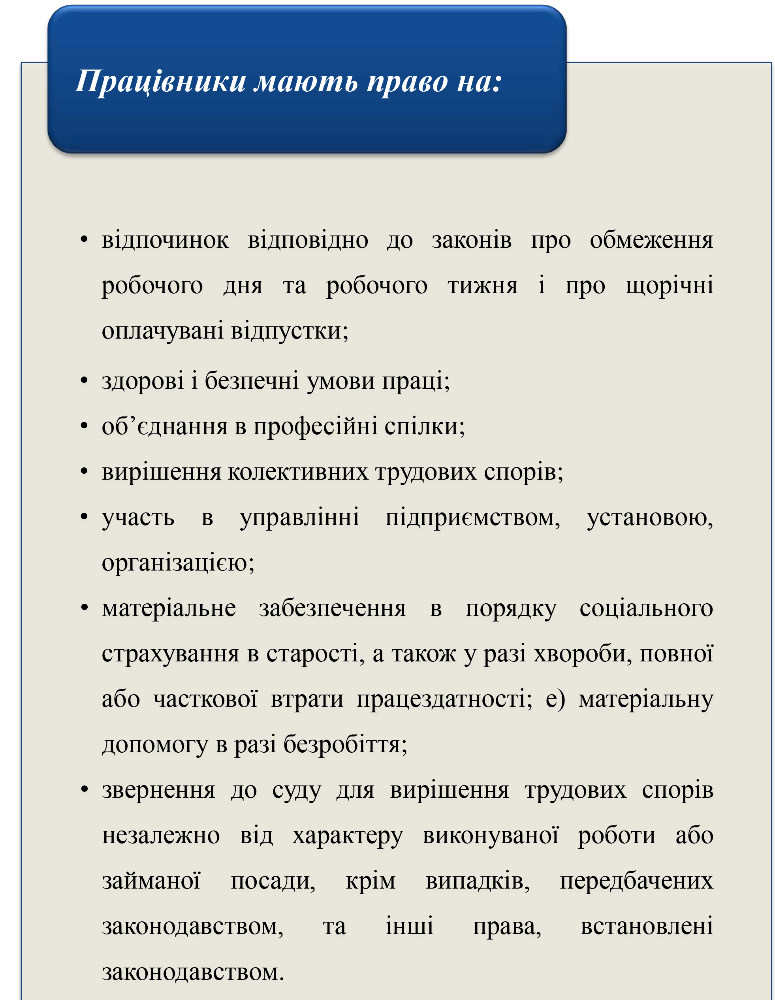 Працівники мають право на:
• відпочинок відповідно до законів про обмеження
робочого дня та робочого тижня і про щорічні
оплачувані відпустки;
• здорові і безпечні умови праці;
• об’єднання в професійні спілки;
• вирішення колективних трудових спорів;
• участь в управлінні підприємством, установою,
організацією;
• матеріальне забезпечення в порядку соціального
страхування в старості, а також у разі хвороби, повної
або часткової втрати працездатності; е) матеріальну
допомогу в разі безробіття;
• звернення до суду для вирішення трудових спорів
незалежно від характеру виконуваної роботи або
займаної посади, крім випадків, передбачених
законодавством, та інші права, встановлені
законодавством.